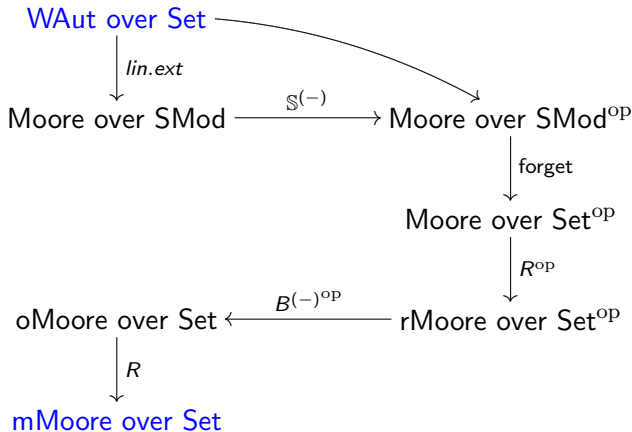 WAut over Set
lin.ext
Moore over SMod
𝕊^(−)
Moore over SMod^op
forget
Moore over Set^op
R^op
oMoore over Set
B^(−)^op
rMoore over Set^op
R
mMoore over Set